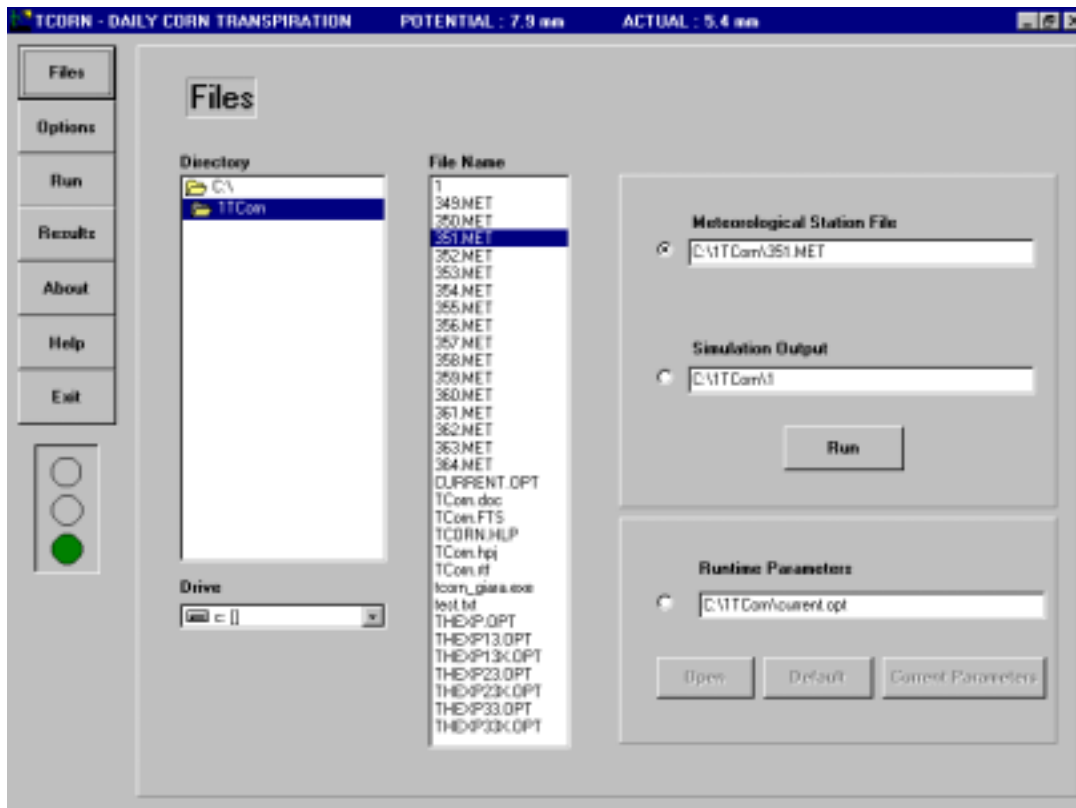 TCORN - DAILY CORN TRANSPIRATION POTENTIAL : 7.9 mm ACTUAL : 5.4 mm
Files
Options
Run
Results
About
Help
Exit
Files
Directory
C:\
1TCorn
Drive
c: []
File Name
1
349.MET
350.MET
351.MET
352.MET
353.MET
354.MET
355.MET
356.MET
357.MET
358.MET
359.MET
360.MET
361.MET
362.MET
363.MET
364.MET
CURRENT.OPT
TCorn.doc
TCorn.FTS
TCORN.HLP
TCorn.hpj
TCorn.rtf
tcorn_giasa.exe
test.txt
THEXP.OPT
THEXP13.OPT
THEXP13X.OPT
THEXP23.OPT
THEXP23X.OPT
THEXP33.OPT
THEXP33X.OPT
Meteorological Station File
C:\1TCorn\351.MET
Simulation Output
C:\1TCorn\1
Run
Runtime Parameters
C:\1TCorn\current.opt
Open Default Current Parameters